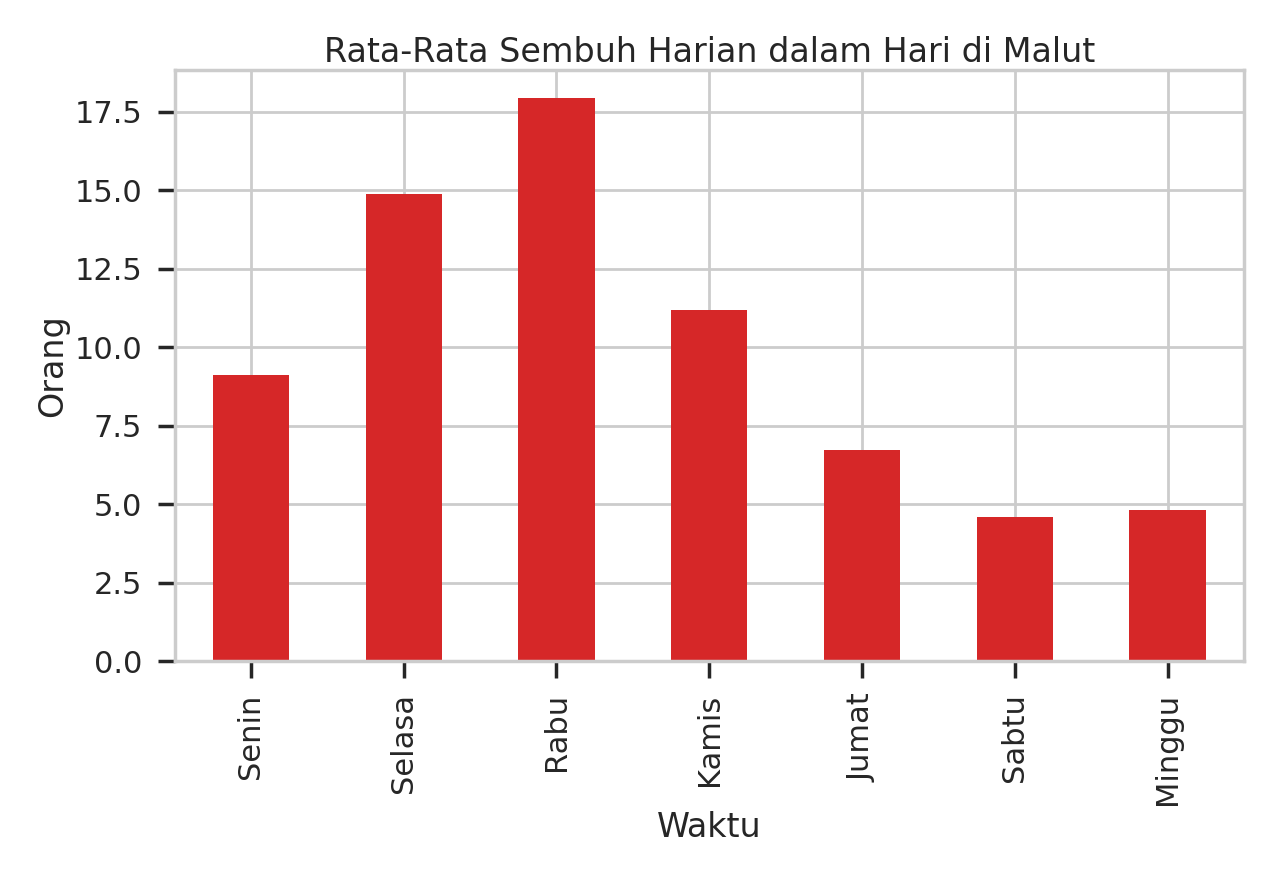 Rata-Rata Sembuh Harian dalam Hari di Malut
Orang
17.5
15.0
12.5
10.0
7.5
5.0
2.5
0.0
Senin
Selasa
Rabu
Kamis
Jumat
Sabtu
Minggu
Waktu